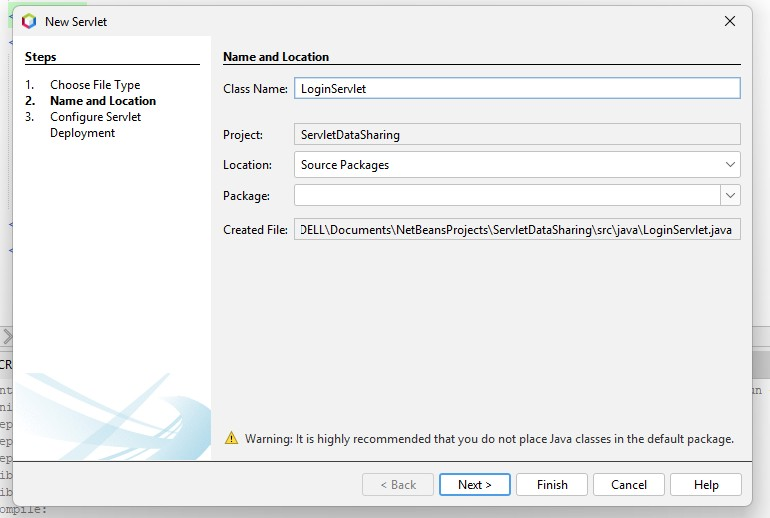 New Servlet
Steps
1. Choose File Type
2. Name and Location
3. Configure Servlet
Deployment
Name and Location
Class Name: LoginServlet
Project: ServletDataSharing
Location: Source Packages
Package:
Created File: DELL\Documents\NetBeansProjects\ServletDataSharing\src\java\LoginServlet.java
Warning: It is highly recommended that you do not place Java classes in the default package.
< Back
Next >
Finish
Cancel
Help
ompile: